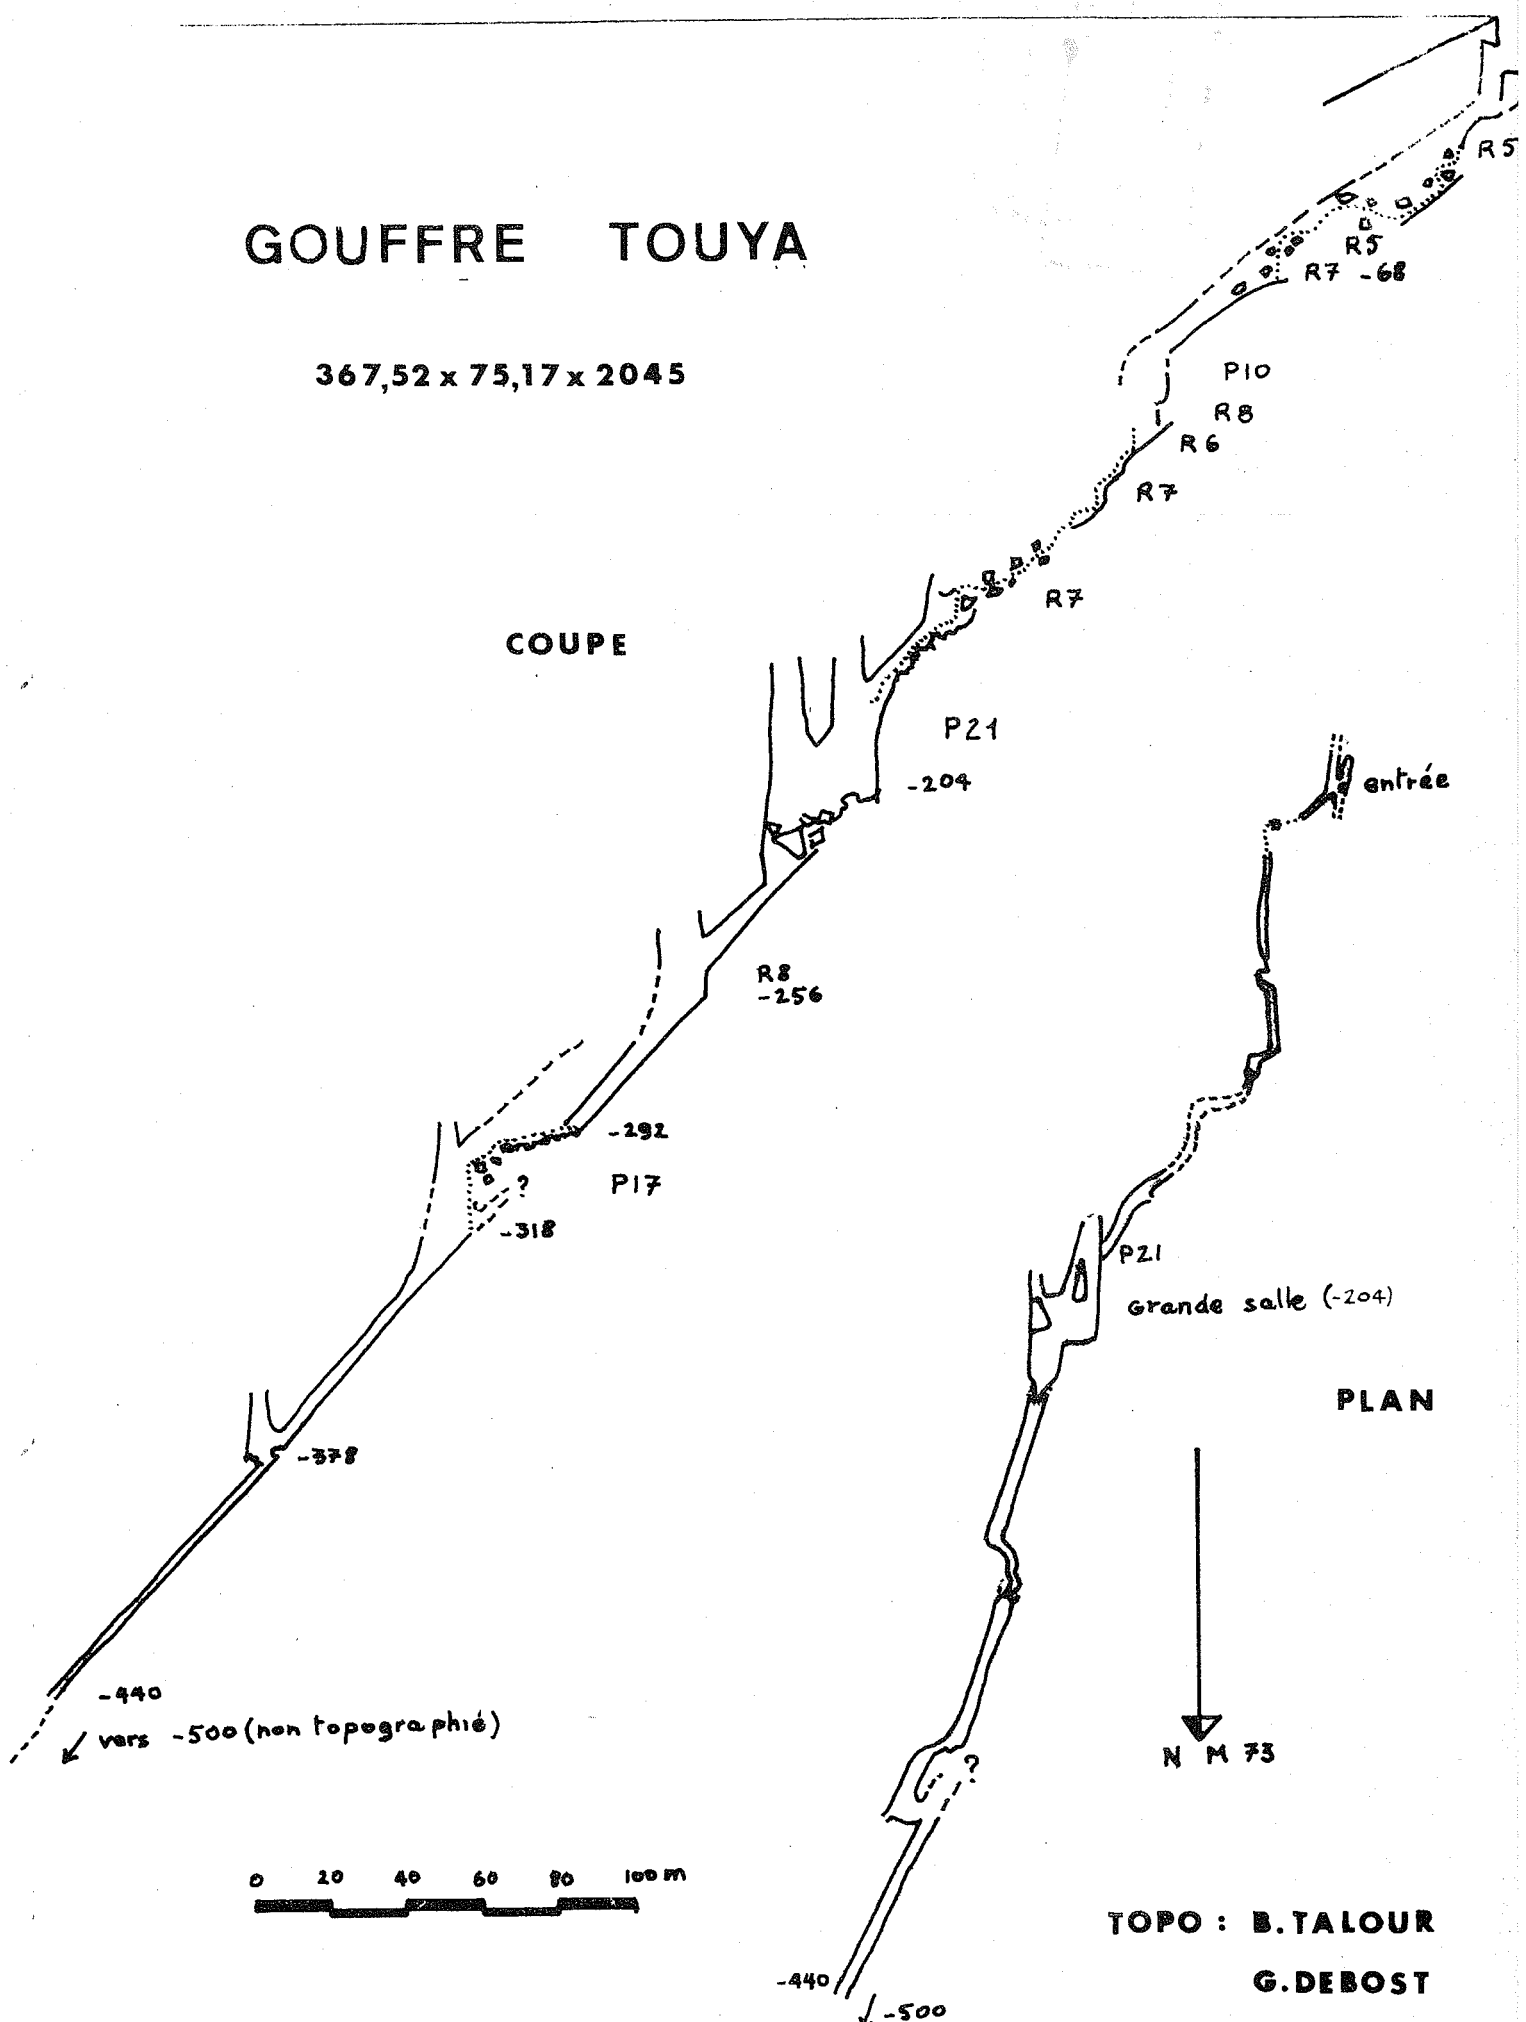 GOUFFRE TOUYA
367,52 x 75,17 x 2045
R5
R5
R7 -68
P10
R8
R6
R7
R7
COUPE
P21
-204
R8
-256
-292
P17
?
-318
-378
-440
vers -500 (non topographié)
0 20 40 60 80 100 m
entrée
P21
Grande salle (-204)
PLAN
N M 73
?
-440
-500
TOPO : B. TALOUR
G. DEBOST